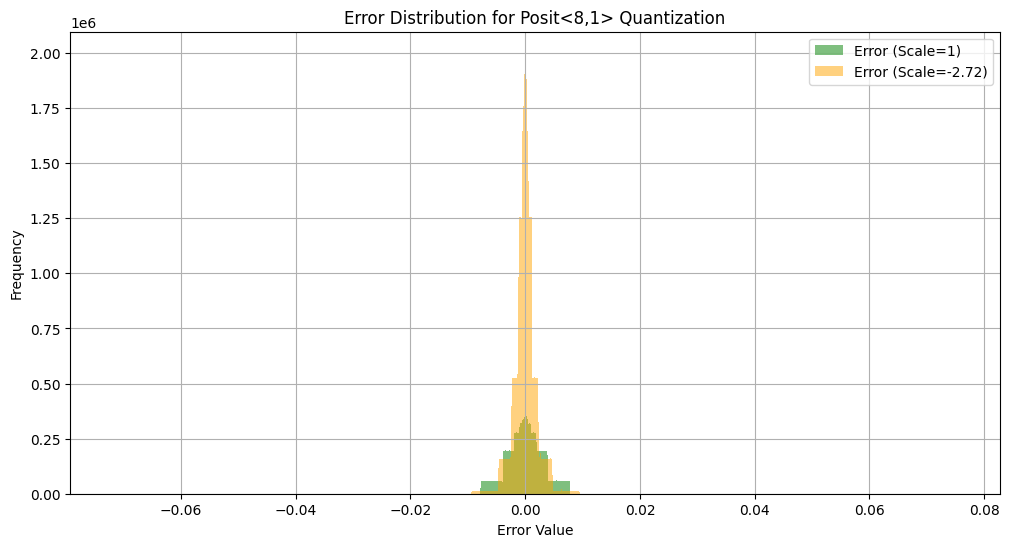 Error Distribution for Posit<8,1> Quantization
1e6
Error (Scale=1)
Error (Scale=-2.72)
2.00
1.75
1.50
1.25
1.00
0.75
0.50
0.25
0.00
Frequency
−0.06
−0.04
−0.02
0.00
0.02
0.04
0.06
0.08
Error Value